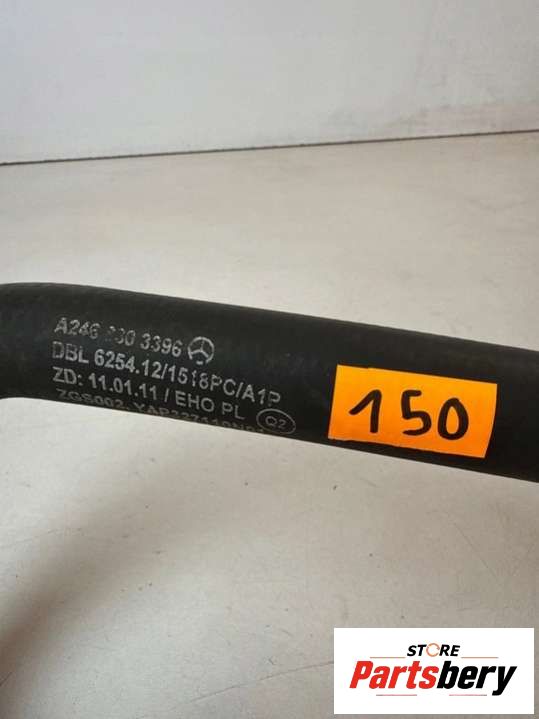 A246 3396
DBL 6254.12/1518PC/A1P
ZD: 11.01.11 / EHO PL
Q2
150
STORE
Partsbery